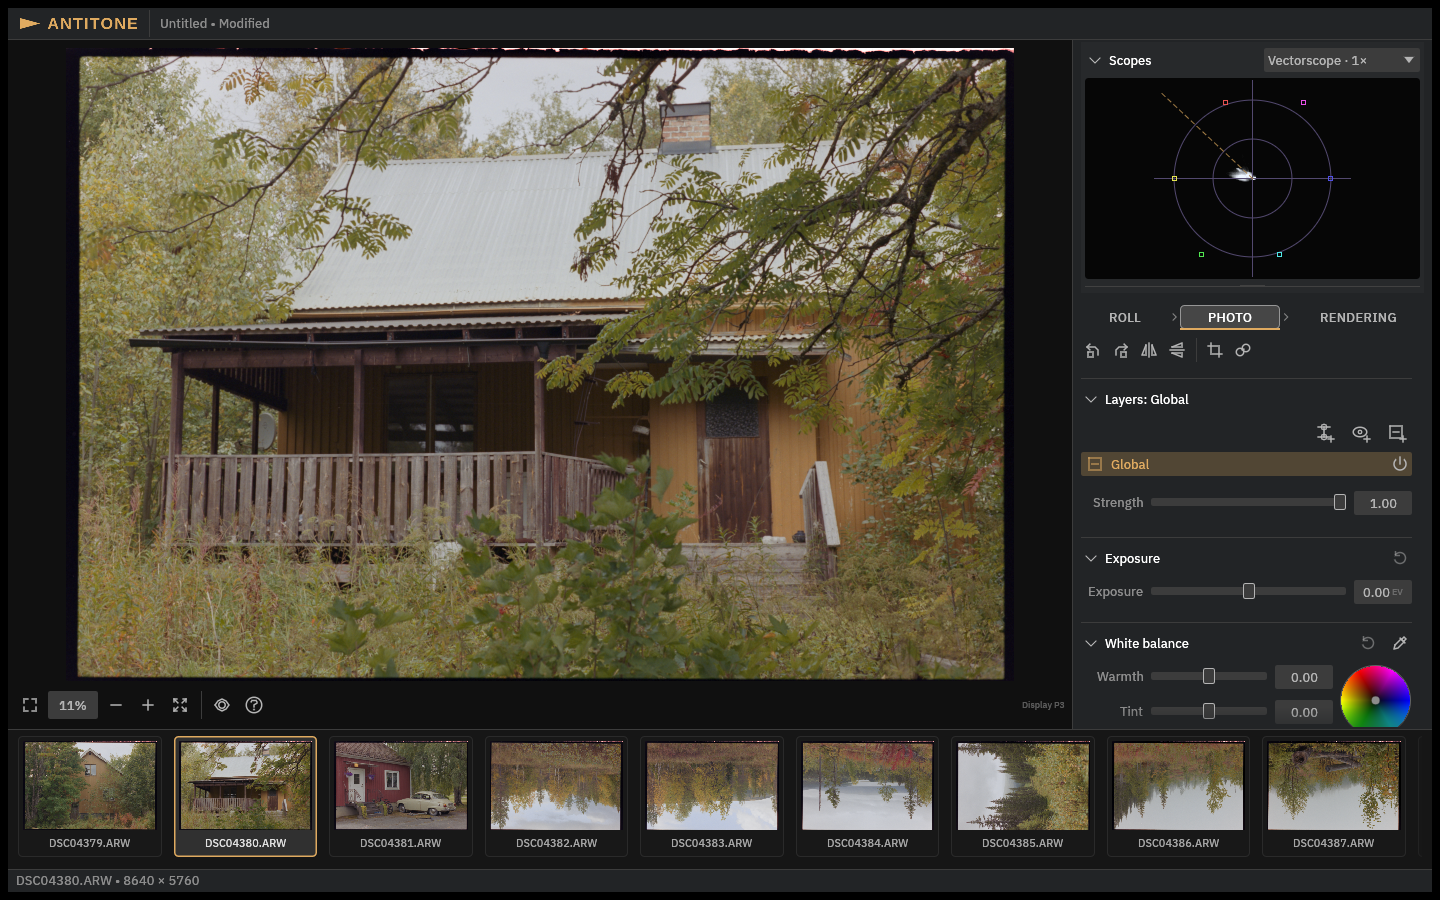 ANTITONE
Untitled • Modified
Scopes
Vectorscope · 1×
ROLL
PHOTO
RENDERING
Layers: Global
Global
Strength
1.00
Exposure
Exposure
0.00 EV
White balance
Warmth
0.00
Tint
0.00
11%
Display P3
DSC04379.ARW
DSC04380.ARW
DSC04381.ARW
DSC04382.ARW
DSC04383.ARW
DSC04384.ARW
DSC04385.ARW
DSC04386.ARW
DSC04387.ARW
DSC04380.ARW • 8640 × 5760